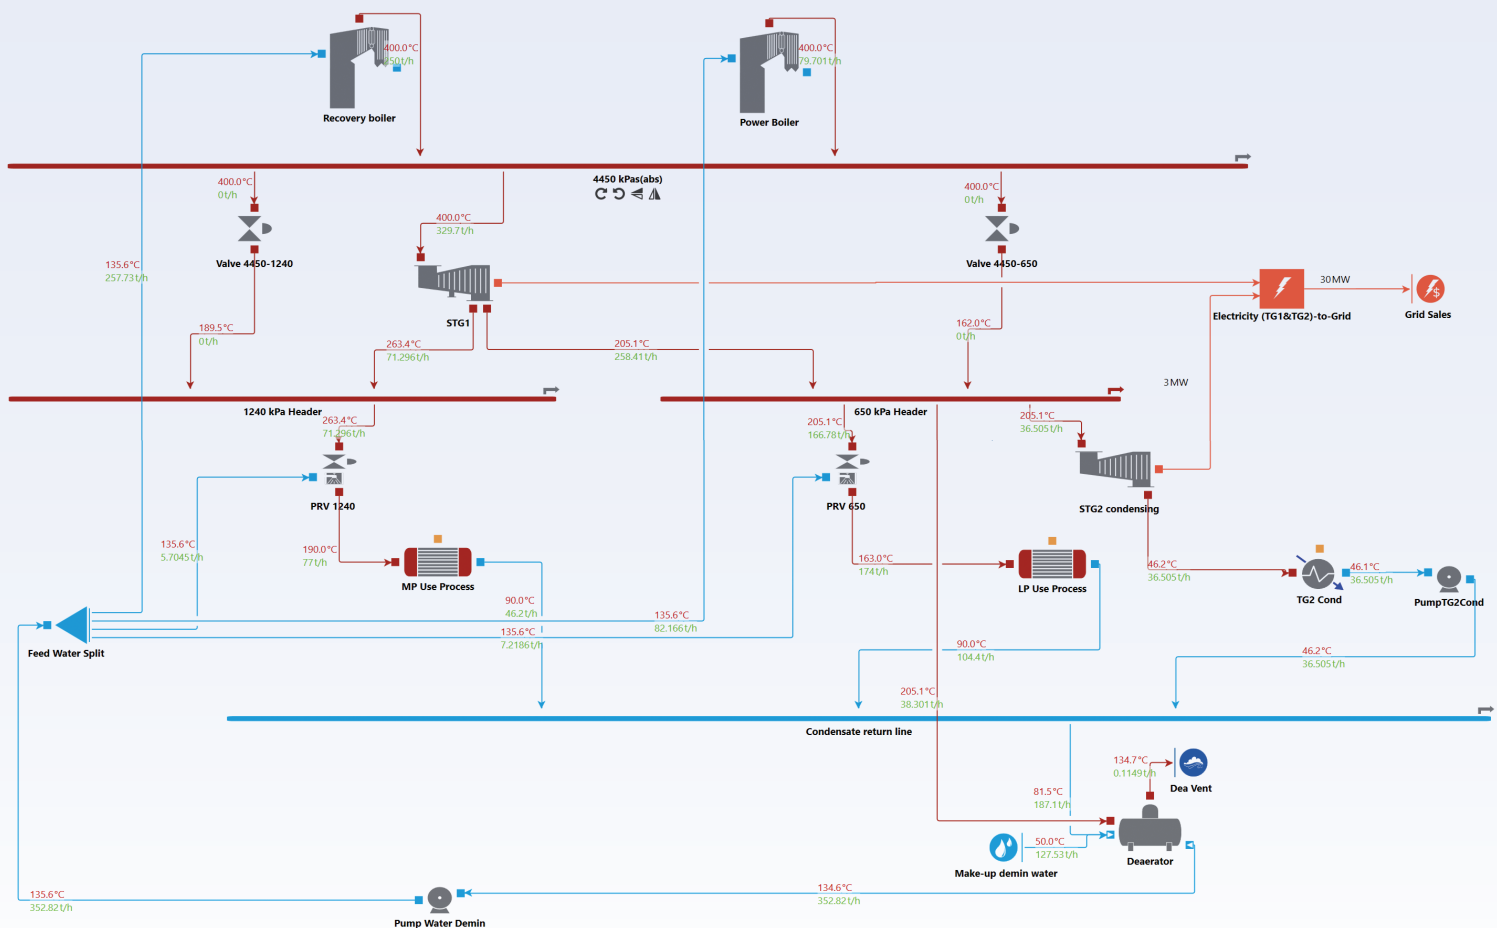 400.0°C
250t/h
Recovery boiler
400.0°C
79.701t/h
Power Boiler
4450 kPas(abs)
400.0°C
0t/h
Valve 4450-1240
400.0°C
329.7t/h
STG1
400.0°C
0t/h
Valve 4450-650
135.6°C
257.73t/h
30MW
Electricity (TG1&TG2)-to-Grid
Grid Sales
189.5°C
0t/h
263.4°C
71.296t/h
205.1°C
258.41t/h
162.0°C
0t/h
3MW
1240 kPa Header
650 kPa Header
263.4°C
71.296t/h
PRV 1240
205.1°C
166.78t/h
PRV 650
205.1°C
36.505t/h
STG2 condensing
135.6°C
5.7045t/h
190.0°C
77t/h
MP Use Process
163.0°C
174t/h
LP Use Process
46.2°C
36.505t/h
TG2 Cond
46.1°C
36.505t/h
PumpTG2Cond
90.0°C
46.2t/h
135.6°C
82.166t/h
135.6°C
7.2186t/h
Feed Water Split
90.0°C
104.4t/h
46.2°C
36.505t/h
205.1°C
38.301t/h
Condensate return line
134.7°C
0.1149t/h
Dea Vent
81.5°C
187.1t/h
50.0°C
127.53t/h
Make-up demin water
Deaerator
135.6°C
352.82t/h
134.6°C
352.82t/h
Pump Water Demin